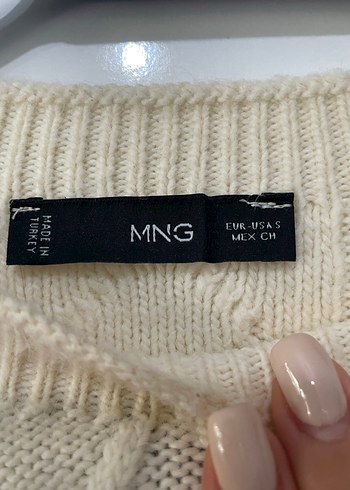 MADE IN
TURKEY
MNG
EUR-USA S
MEX CH